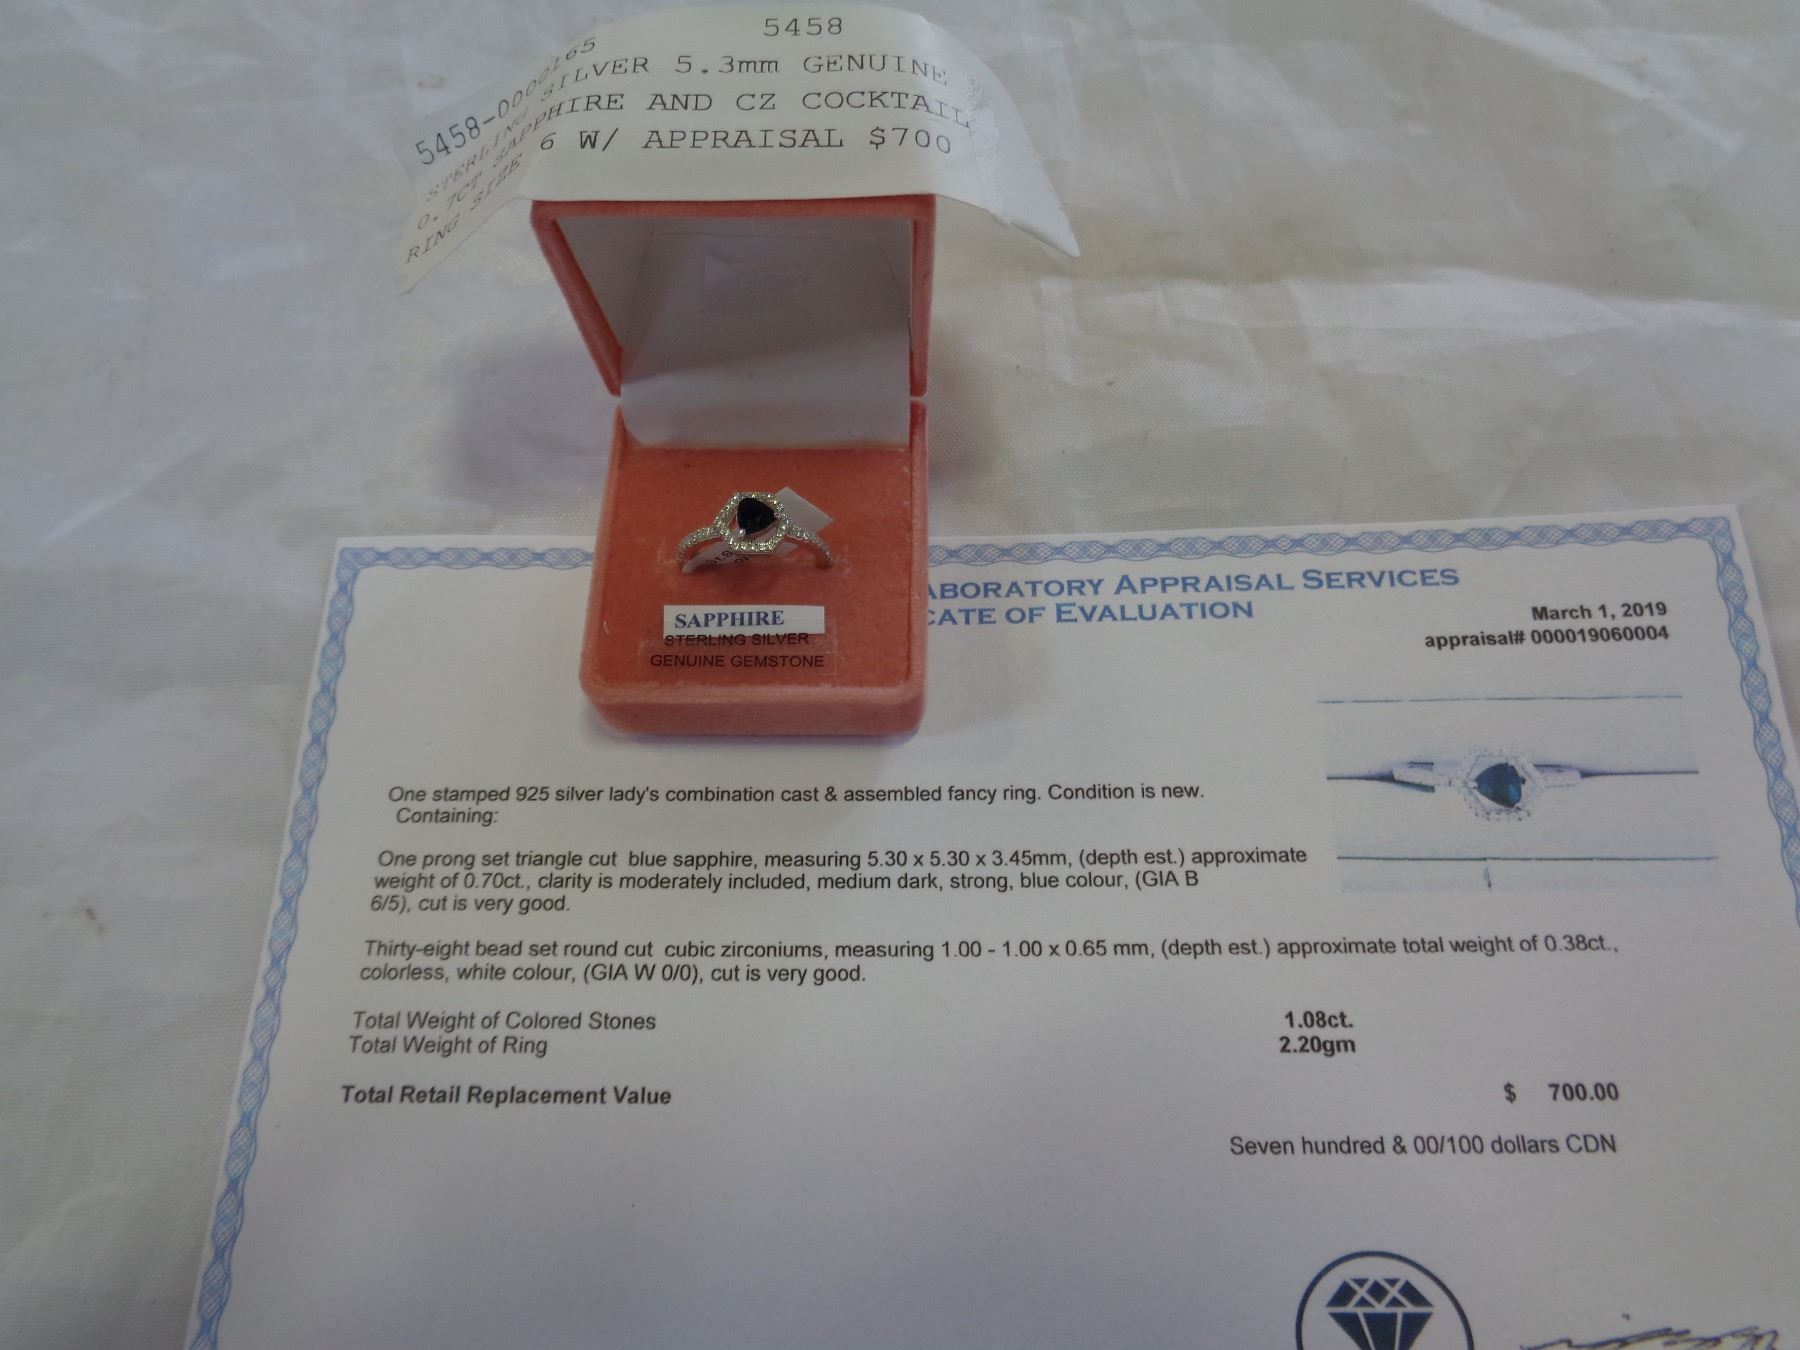 5458
5458-0000165
STERLING SILVER 5.3mm GENUINE
0.7CT SAPPHIRE AND CZ COCKTAIL
RING SIZE 6 W/ APPRAISAL $700
SAPPHIRE
STERLING SILVER
GENUINE GEMSTONE
ABORATORY APPRAISAL SERVICES
CATE OF EVALUATION
March 1, 2019
appraisal# 000019060004
One stamped 925 silver lady's combination cast & assembled fancy ring. Condition is new.
Containing:
One prong set triangle cut blue sapphire, measuring 5.30 x 5.30 x 3.45mm, (depth est.) approximate
weight of 0.70ct., clarity is moderately included, medium dark, strong, blue colour, (GIA B
6/5), cut is very good.
Thirty-eight bead set round cut cubic zirconiums, measuring 1.00 - 1.00 x 0.65 mm, (depth est.) approximate total weight of 0.38ct.,
colorless, white colour, (GIA W 0/0), cut is very good.
Total Weight of Colored Stones 1.08ct.
Total Weight of Ring 2.20gm
Total Retail Replacement Value $ 700.00
Seven hundred & 00/100 dollars CDN